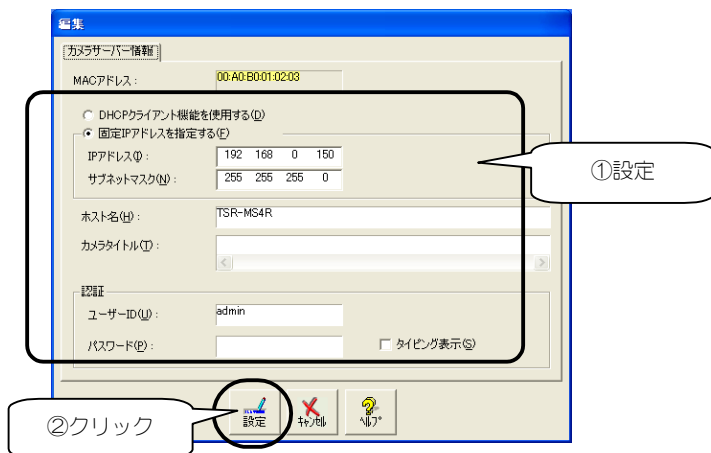 編集
カメラサーバー情報
MACアドレス： 00:A0:B0:01:02:03
DHCPクライアント機能を使用する(D)
固定IPアドレスを指定する(F)
IPアドレス(I)： 192 168 0 150
サブネットマスク(N)： 255 255 255 0
①設定
ホスト名(H)： TSR-MS4R
カメラタイトル(T)：
認証
ユーザーID(U)： admin
パスワード(P)： タイピング表示(S)
設定 キャンセル ヘルプ
②クリック